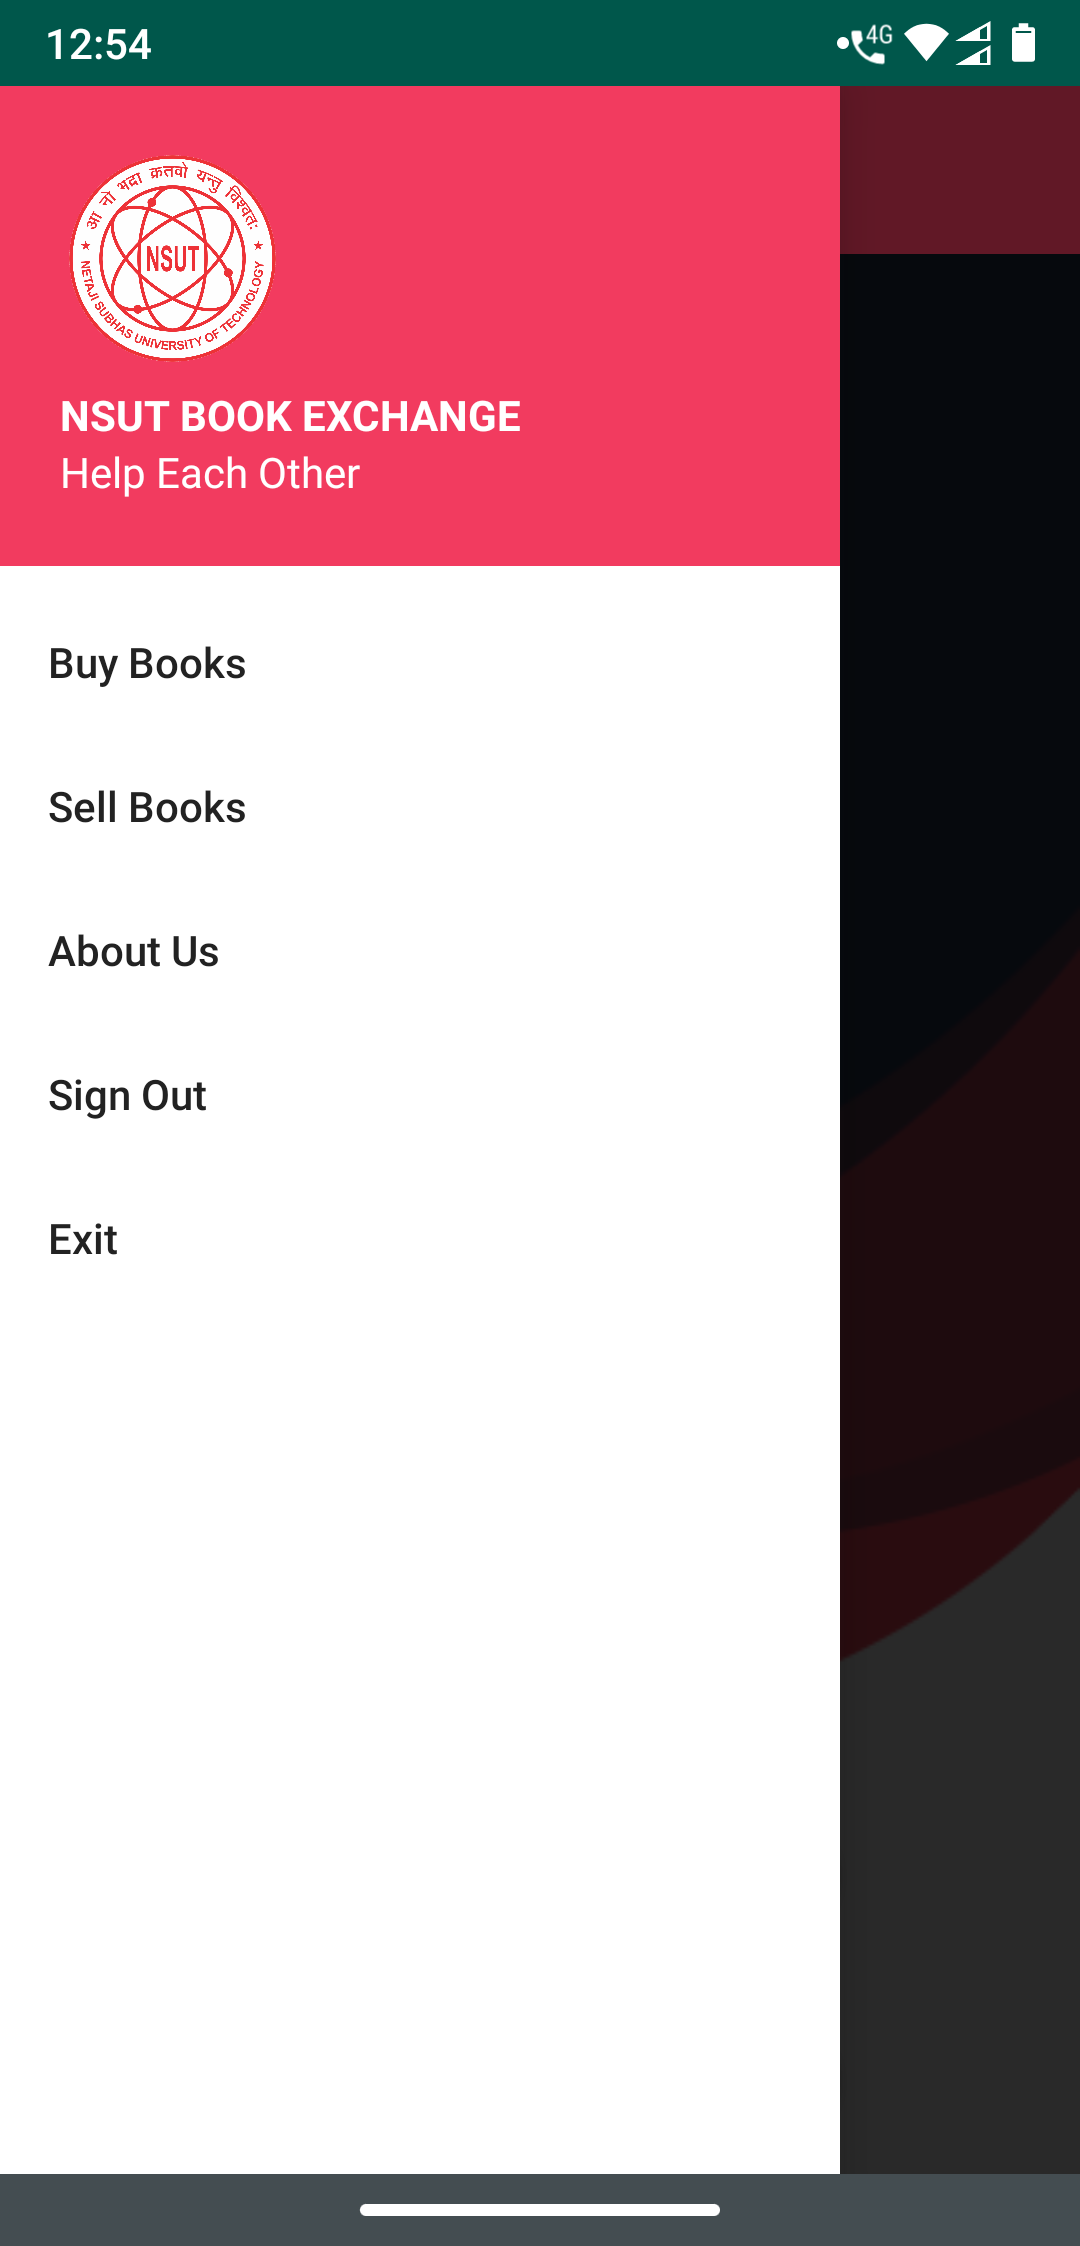 12:54
4G
आ नो भद्रा क्रतवो यन्तु विश्वतः
NSUT
★ NETAJI SUBHAS UNIVERSITY OF TECHNOLOGY ★
NSUT BOOK EXCHANGE
Help Each Other
Buy Books
Sell Books
About Us
Sign Out
Exit